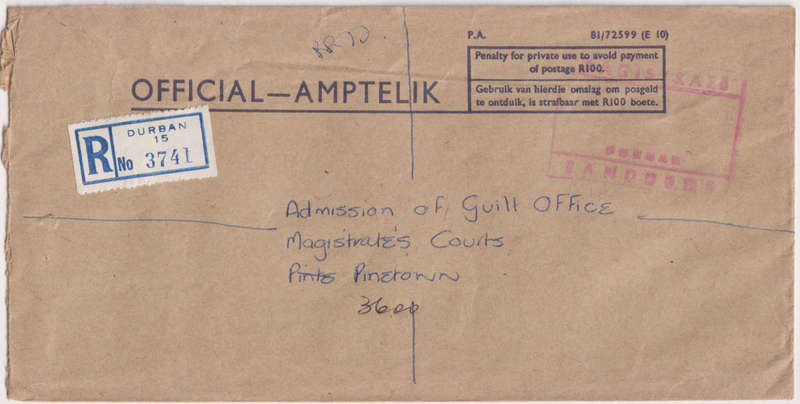 P.A. 81/72599 (E 10)
Penalty for private use to avoid payment
of postage R100.
Gebruik van hierdie omslag om posgeld
te ontduik, is strafbaar met R100 boete.
OFFICIAL—AMPTELIK
R
DURBAN
15
No 3741
DURBAN
LANDDROS
Admission of Guilt Office
Magistrate's Courts
Pinetown
3600